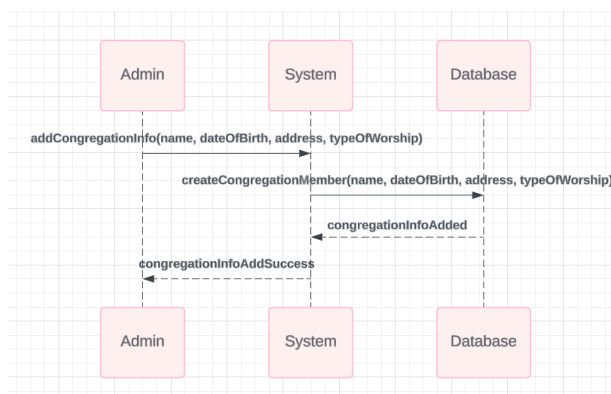 Admin
System
Database
addCongregationInfo(name, dateOfBirth, address, typeOfWorship)
createCongregationMember(name, dateOfBirth, address, typeOfWorship)
congregationInfoAdded
congregationInfoAddSuccess
Admin
System
Database